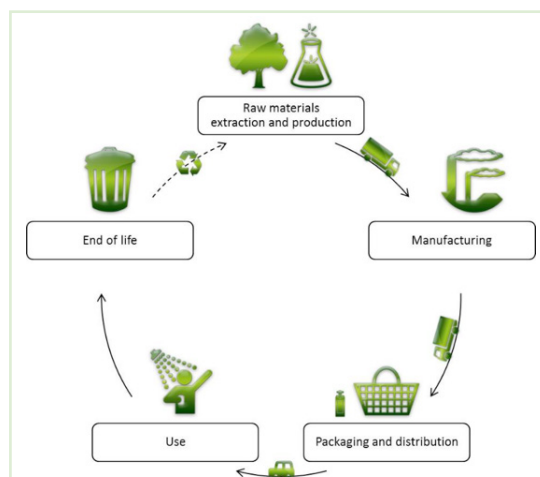 Raw materials
extraction and production
End of life
Manufacturing
Use
Packaging and distribution